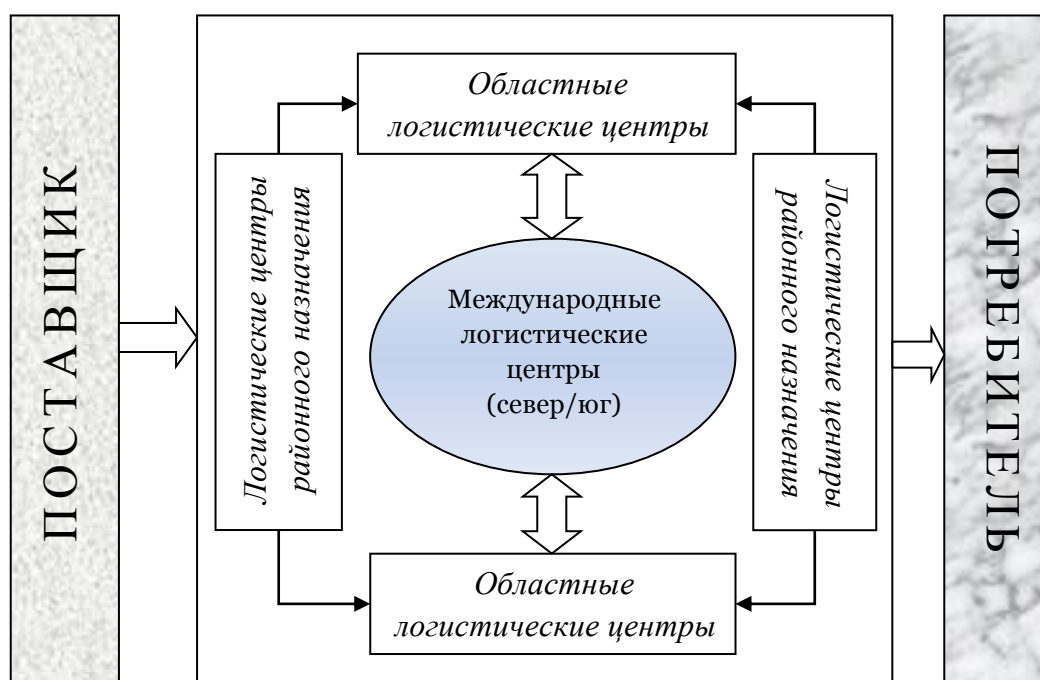 ПОСТАВЩИК
Областные
логистические центры
Логистические центры
районного назначения
Международные
логистические
центры
(север/юг)
Логистические центры
районного назначения
Областные
логистические центры
ПОТРЕБИТЕЛЬ